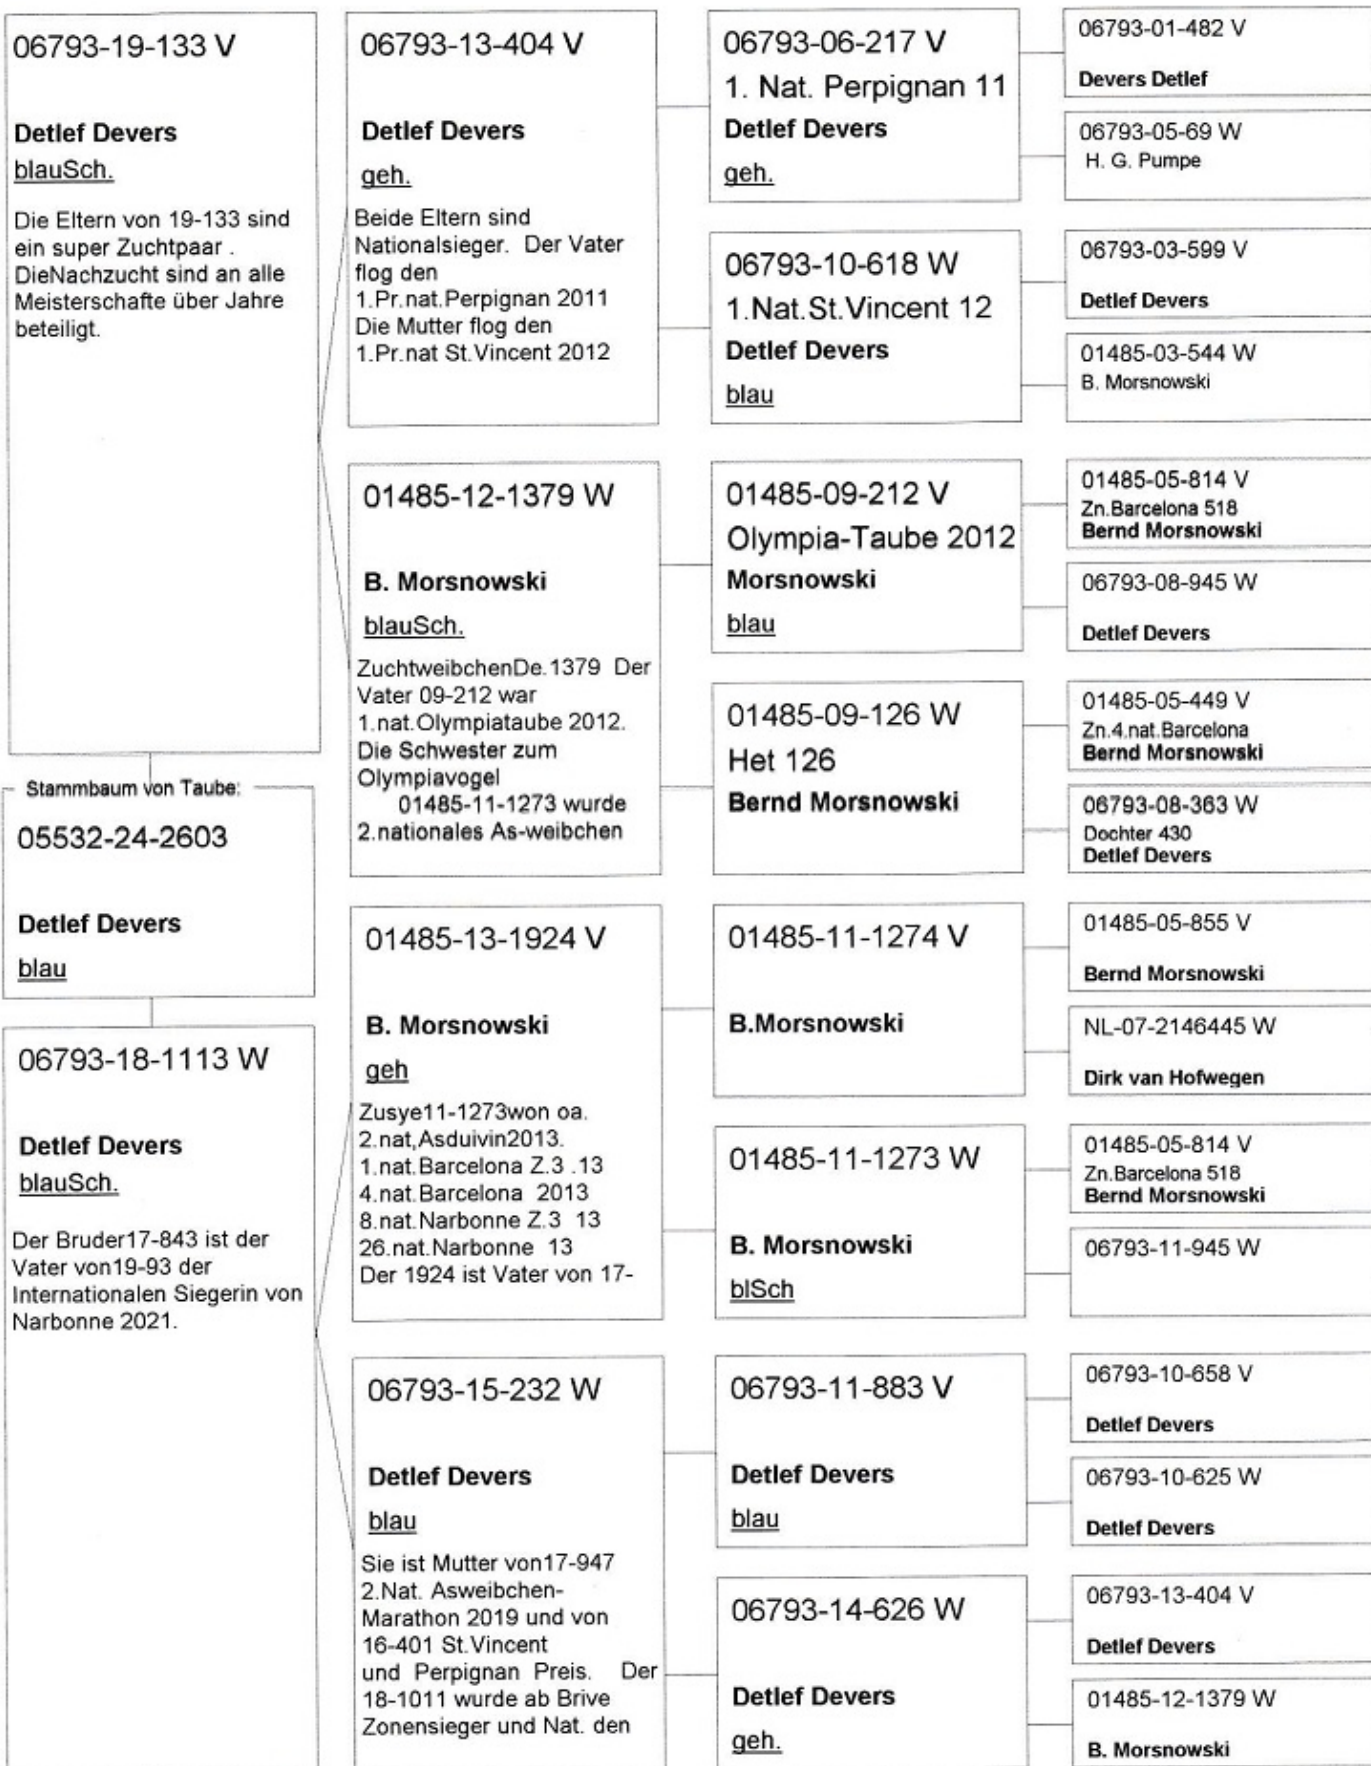 06793-19-133 V
Detlef Devers
blauSch.
Die Eltern von 19-133 sind
ein super Zuchtpaar .
DieNachzucht sind an alle
Meisterschafte über Jahre
beteiligt.
Stammbaum von Taube:
05532-24-2603
Detlef Devers
blau
06793-18-1113 W
Detlef Devers
blauSch.
Der Bruder17-843 ist der
Vater von19-93 der
Internationalen Siegerin von
Narbonne 2021.
06793-13-404 V
Detlef Devers
geh.
Beide Eltern sind
Nationalsieger. Der Vater
flog den
1.Pr.nat.Perpignan 2011
Die Mutter flog den
1.Pr.nat St.Vincent 2012
01485-12-1379 W
B. Morsnowski
blauSch.
ZuchtweibchenDe.1379 Der
Vater 09-212 war
1.nat.Olympiataube 2012.
Die Schwester zum
Olympiavogel
01485-11-1273 wurde
2.nationales As-weibchen
01485-13-1924 V
B. Morsnowski
geh
Zusye11-1273won oa.
2.nat,Asduivin2013.
1.nat.Barcelona Z.3 .13
4.nat.Barcelona 2013
8.nat.Narbonne Z.3 13
26.nat.Narbonne 13
Der 1924 ist Vater von 17-
06793-15-232 W
Detlef Devers
blau
Sie ist Mutter von17-947
2.Nat. Asweibchen-
Marathon 2019 und von
16-401 St.Vincent
und Perpignan Preis. Der
18-1011 wurde ab Brive
Zonensieger und Nat. den
06793-06-217 V
1. Nat. Perpignan 11
Detlef Devers
geh.
06793-10-618 W
1.Nat.St.Vincent 12
Detlef Devers
blau
01485-09-212 V
Olympia-Taube 2012
Morsnowski
blau
01485-09-126 W
Het 126
Bernd Morsnowski
01485-11-1274 V
B.Morsnowski
01485-11-1273 W
B. Morsnowski
blSch
06793-11-883 V
Detlef Devers
blau
06793-14-626 W
Detlef Devers
geh.
06793-01-482 V
Devers Detlef
06793-05-69 W
H. G. Pumpe
06793-03-599 V
Detlef Devers
01485-03-544 W
B. Morsnowski
01485-05-814 V
Zn.Barcelona 518
Bernd Morsnowski
06793-08-945 W
Detlef Devers
01485-05-449 V
Zn.4.nat.Barcelona
Bernd Morsnowski
06793-08-363 W
Dochter 430
Detlef Devers
01485-05-855 V
Bernd Morsnowski
NL-07-2146445 W
Dirk van Hofwegen
01485-05-814 V
Zn.Barcelona 518
Bernd Morsnowski
06793-11-945 W
06793-10-658 V
Detlef Devers
06793-10-625 W
Detlef Devers
06793-13-404 V
Detlef Devers
01485-12-1379 W
B. Morsnowski